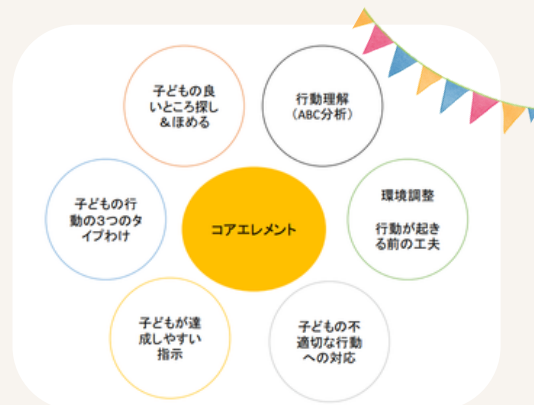 子どもの良
いところ探し
＆ほめる
行動理解
（ABC分析）
子どもの行
動の３つのタ
イプわけ
コアエレメント
環境調整
行動が起き
る前の工夫
子どもが達
成しやすい
指示
子どもの不
適切な行動
への対応